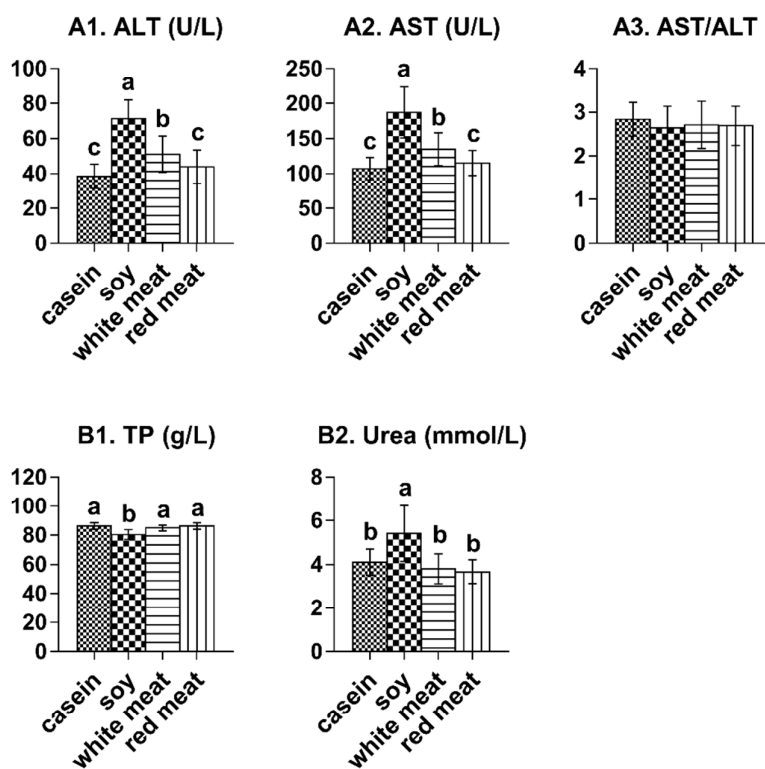 A1. ALT (U/L)
100
80
60
40
20
0
c
a
b
c
casein
soy
white meat
red meat
A2. AST (U/L)
250
200
150
100
50
0
c
a
b
c
casein
soy
white meat
red meat
A3. AST/ALT
4
3
2
1
0
casein
soy
white meat
red meat
B1. TP (g/L)
120
100
80
60
40
20
0
a
b
a
a
casein
soy
white meat
red meat
B2. Urea (mmol/L)
8
6
4
2
0
b
a
b
b
casein
soy
white meat
red meat